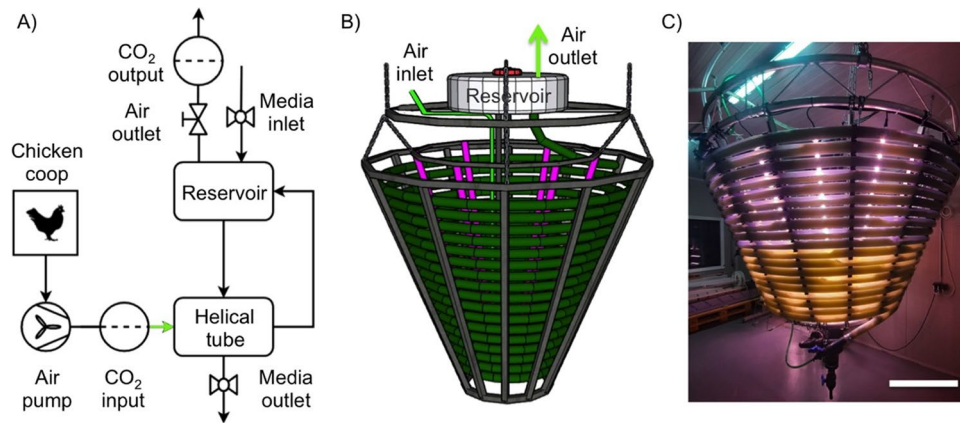 A)
CO2
output
Air
outlet
Media
inlet
Chicken
coop
Reservoir
Helical
tube
Air
pump
CO2
input
Media
outlet
B)
Air
inlet
Air
outlet
Reservoir
C)